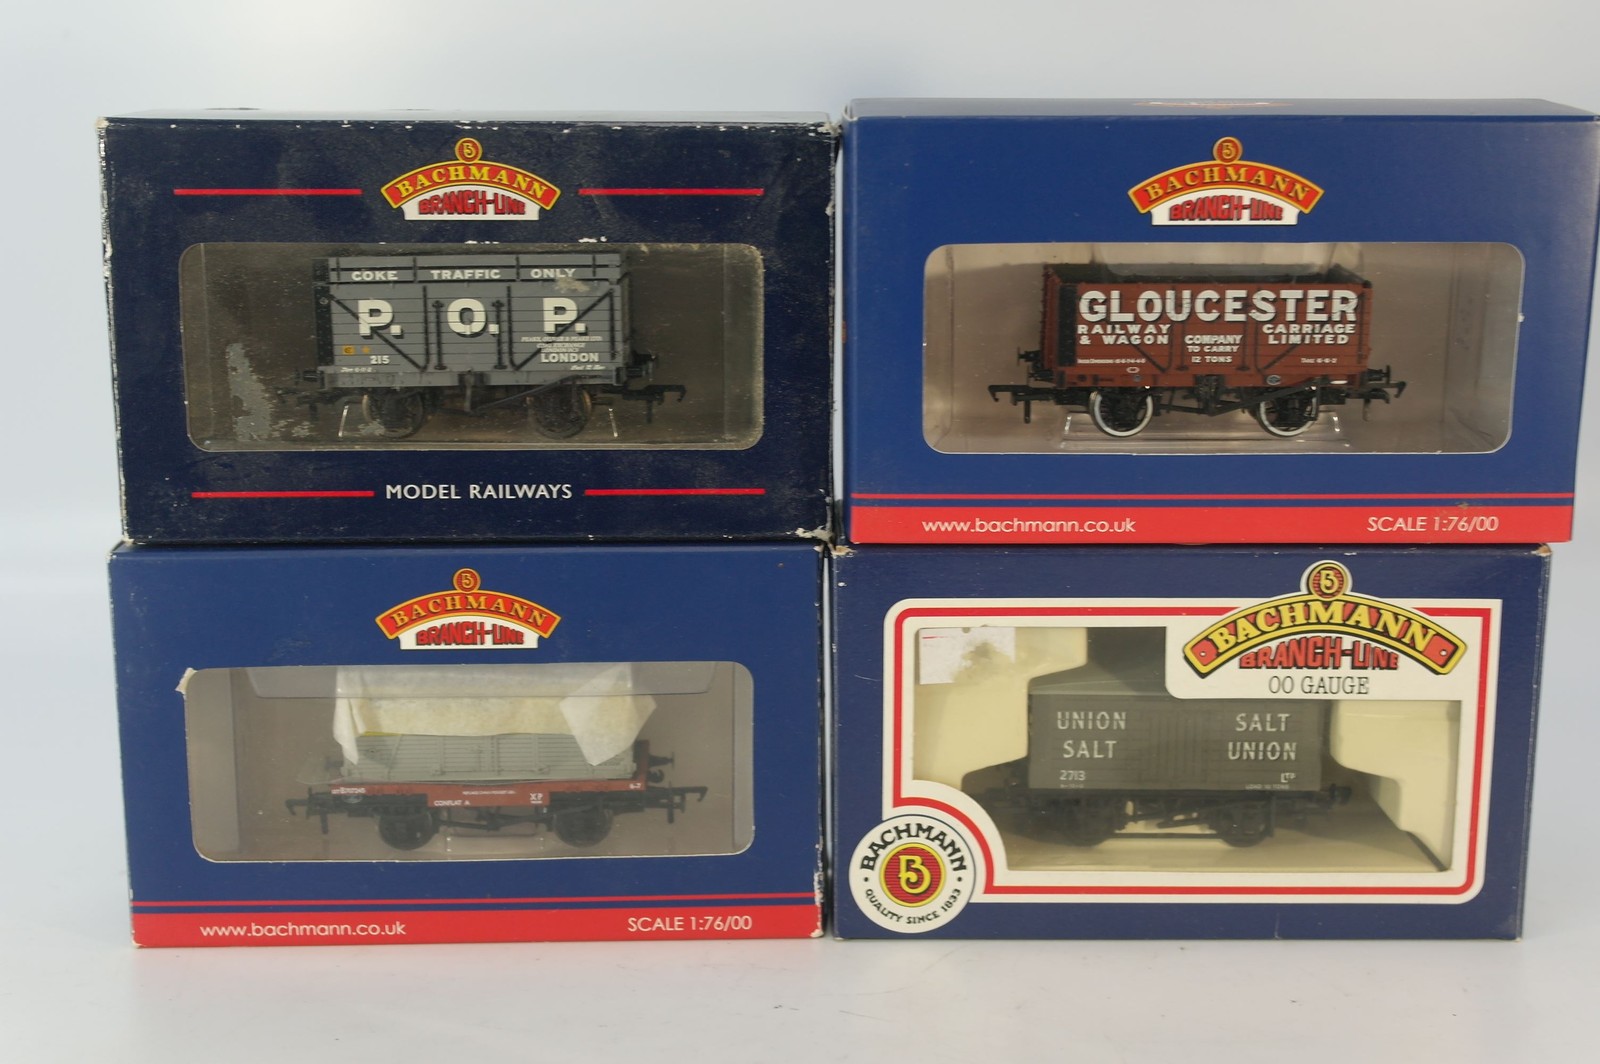 BACHMANN
BRANCH-LINE
COKE TRAFFIC ONLY
P. O. P.
215
LONDON
MODEL RAILWAYS
BACHMANN
BRANCH-LINE
GLOUCESTER
RAILWAY CARRIAGE
& WAGON COMPANY LIMITED
TO CARRY
12 TONS
www.bachmann.co.uk SCALE 1:76/00
BACHMANN
BRANCH-LINE
CONFLAT A
XP
www.bachmann.co.uk SCALE 1:76/00
BACHMANN
BRANCH-LINE
OO GAUGE
UNION SALT
SALT UNION
2713 LTD
BACHMANN
QUALITY SINCE 1833